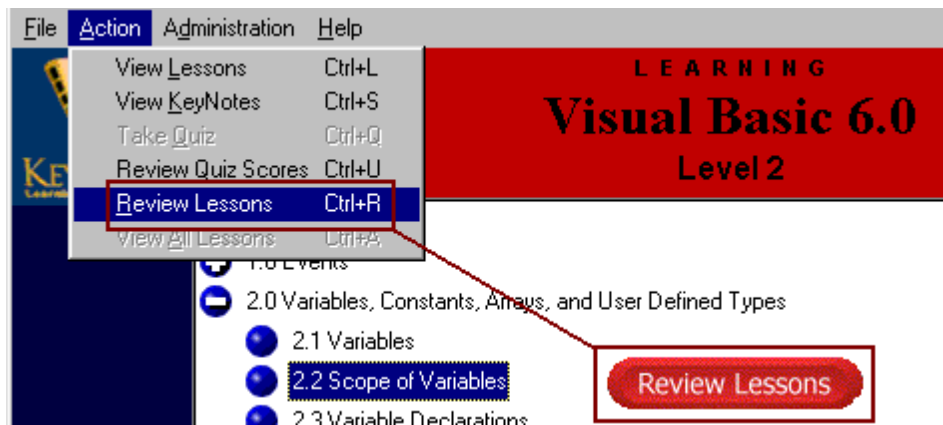 File Action Administration Help
View Lessons Ctrl+L
View KeyNotes Ctrl+S
Take Quiz Ctrl+Q
Review Quiz Scores Ctrl+U
Review Lessons Ctrl+R
View All Lessons Ctrl+A
LEARNING
Visual Basic 6.0
Level 2
1.0 Events
2.0 Variables, Constants, Arrays, and User Defined Types
2.1 Variables
2.2 Scope of Variables
2.3 Variable Declarations
Review Lessons